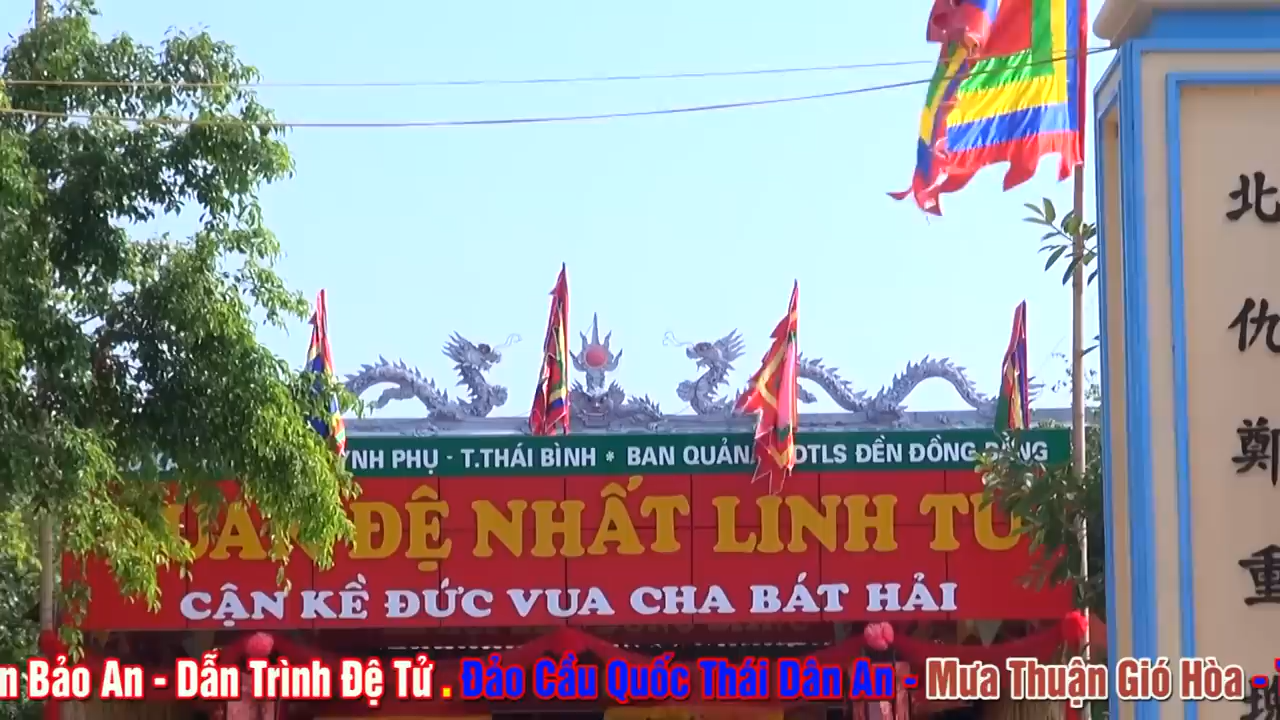 PHỤ - T.THÁI BÌNH * BAN QUẢN ĐỀN ĐỒNG BẰNG
ĐỆ NHẤT LINH TỪ
CẬN KỀ ĐỨC VUA CHA BÁT HẢI
Bảo An - Dẫn Trình Đệ Tử . Đảo Cầu Quốc Thái Dân An - Mưa Thuận Gió Hòa -
北仇鄭重